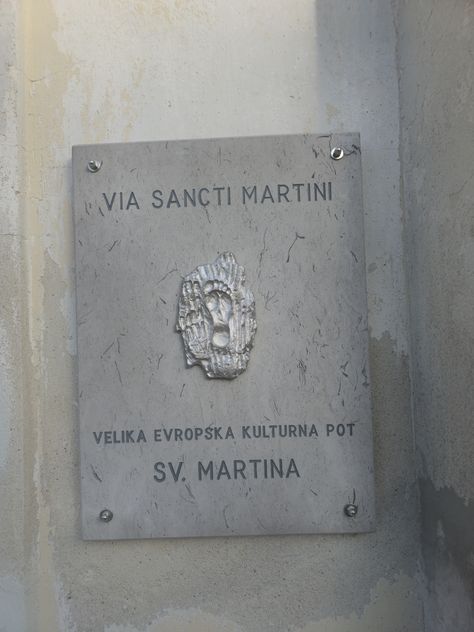 VIA SANCTI MARTINI
VELIKA EVROPSKA KULTURNA POT
SV. MARTINA